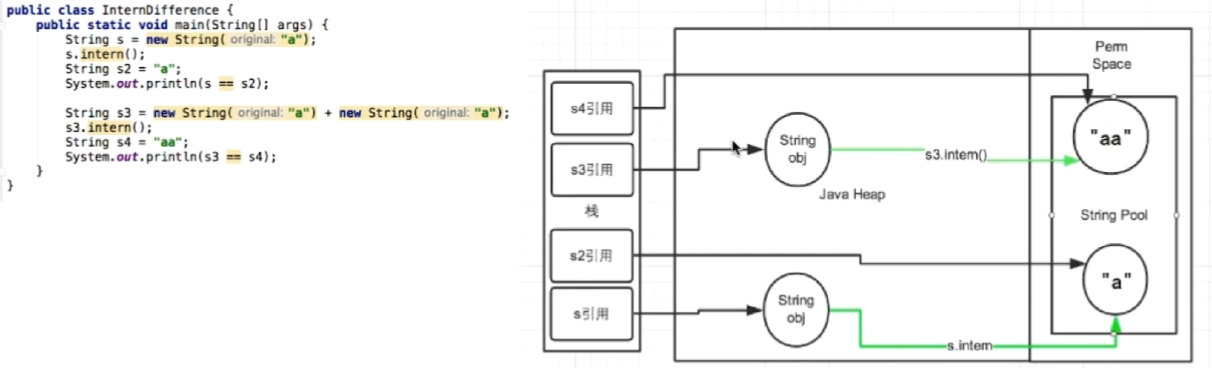 public class InternDifference {
public static void main(String[] args) {
String s = new String( original: "a");
s.intern();
String s2 = "a";
System.out.println(s == s2);
String s3 = new String( original: "a") + new String( original: "a");
s3.intern();
String s4 = "aa";
System.out.println(s3 == s4);
}
}
Perm
Space
s4引用
"aa"
String
obj
s3.intern()
s3引用
Java Heap
栈
String Pool
s2引用
"a"
String
obj
s引用
s.intern